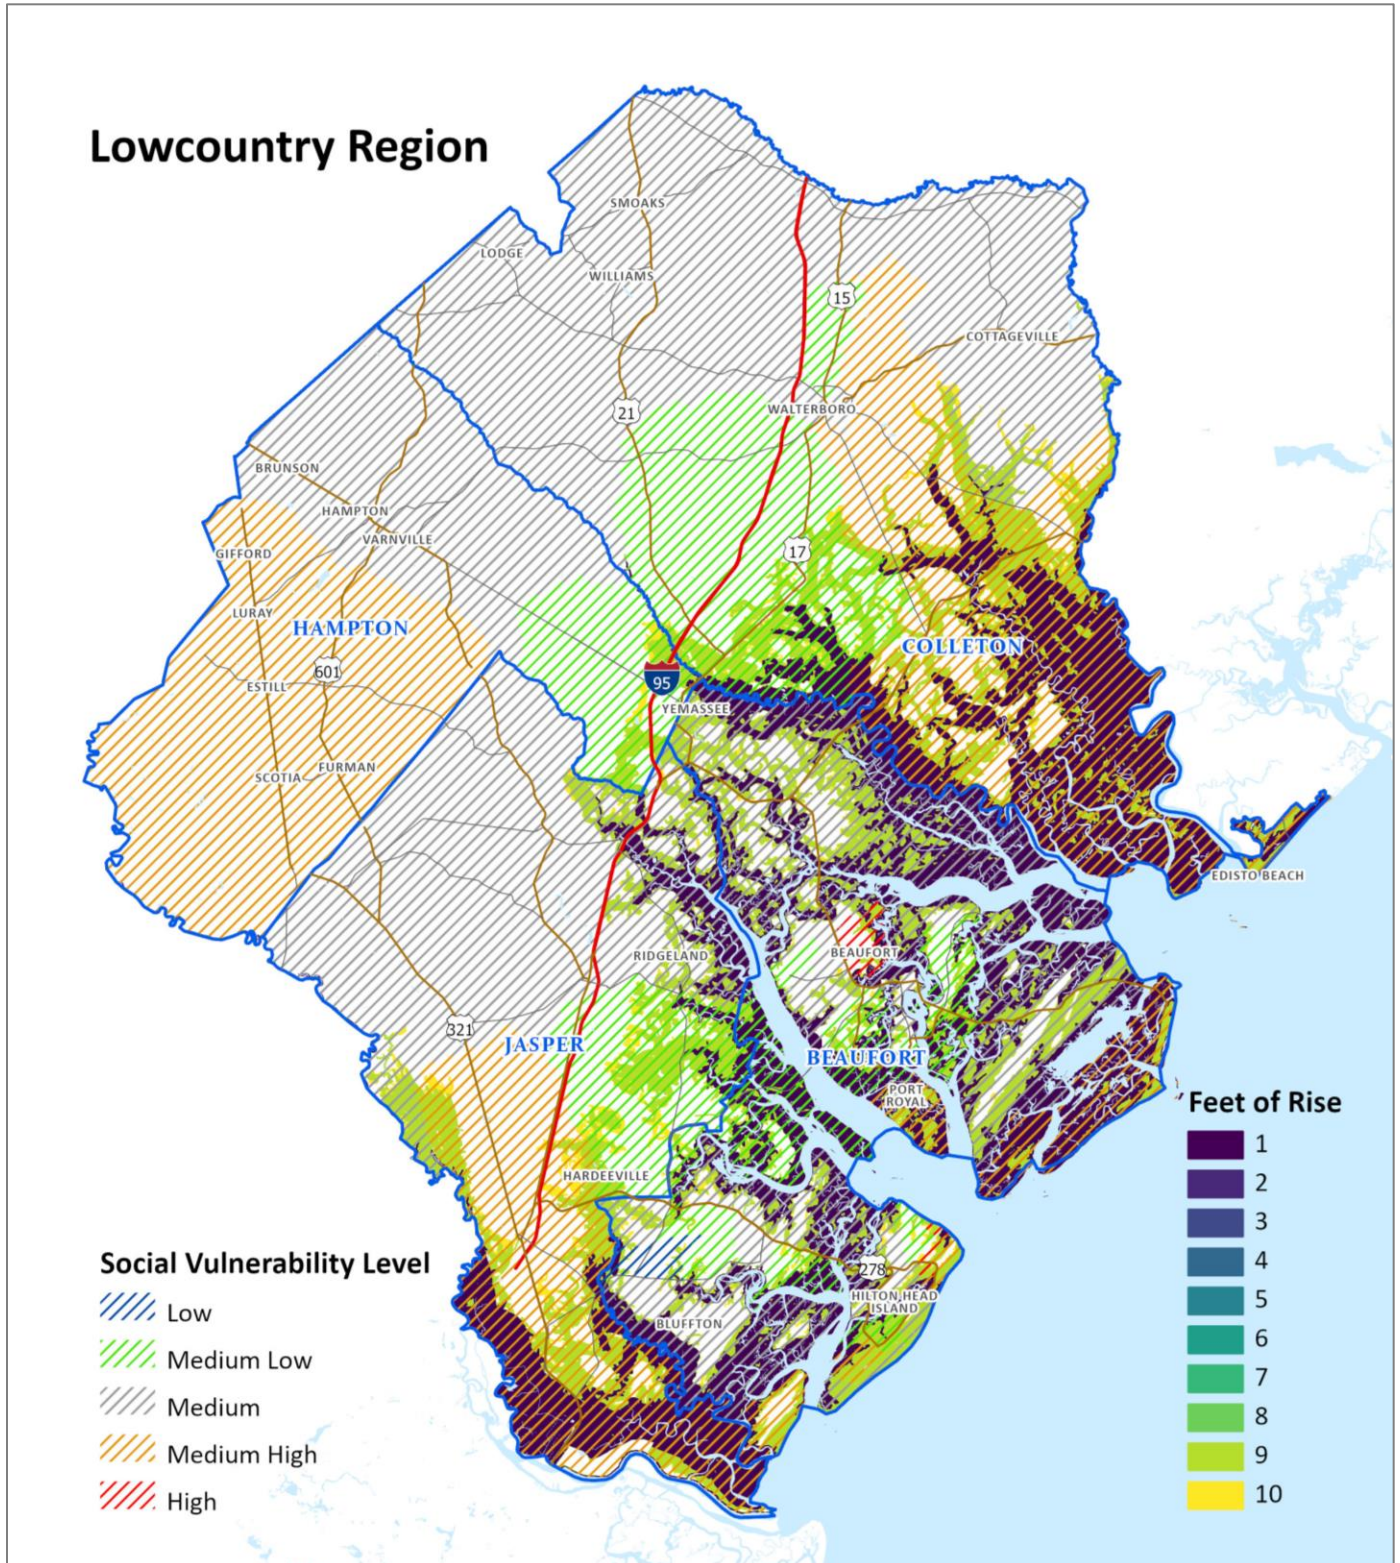 Lowcountry Region
SMOAKS
LODGE
WILLIAMS
15
COTTAGEVILLE
21
WALTERBORO
BRUNSON
HAMPTON
VARNVILLE
GIFFORD
17
LURAY
HAMPTON
COLLETON
601
ESTILL
95
YEMASSEE
SCOTIA
FURMAN
EDISTO BEACH
RIDGELAND
BEAUFORT
321
JASPER
BEAUFORT
PORT
ROYAL
HARDEEVILLE
278
HILTON HEAD
ISLAND
BLUFFTON
Feet of Rise
1
2
3
4
5
6
7
8
9
10
Social Vulnerability Level
Low
Medium Low
Medium
Medium High
High